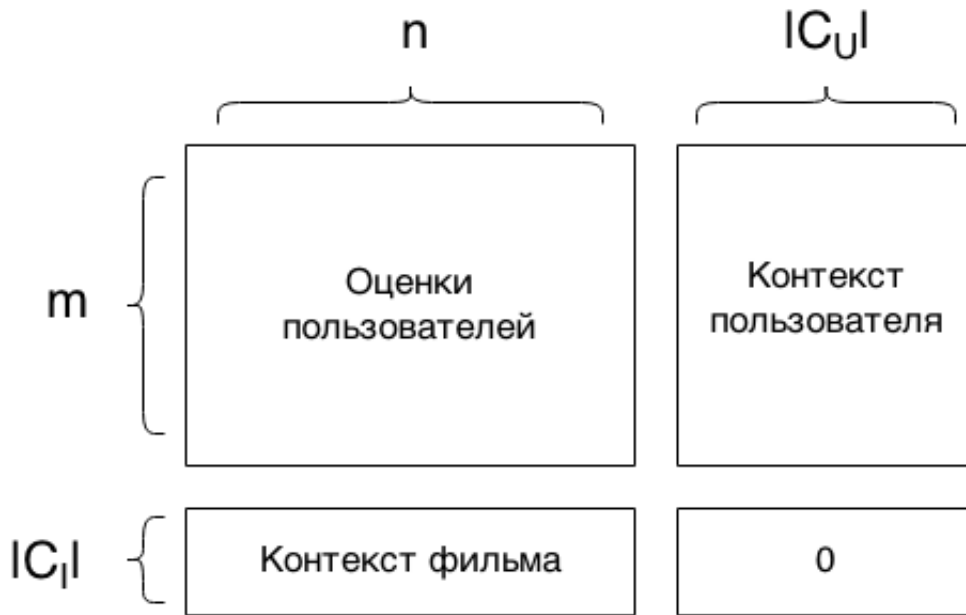 n
|C_U|
m
Оценки
пользователей
Контекст
пользователя
|C_I|
Контекст фильма
0